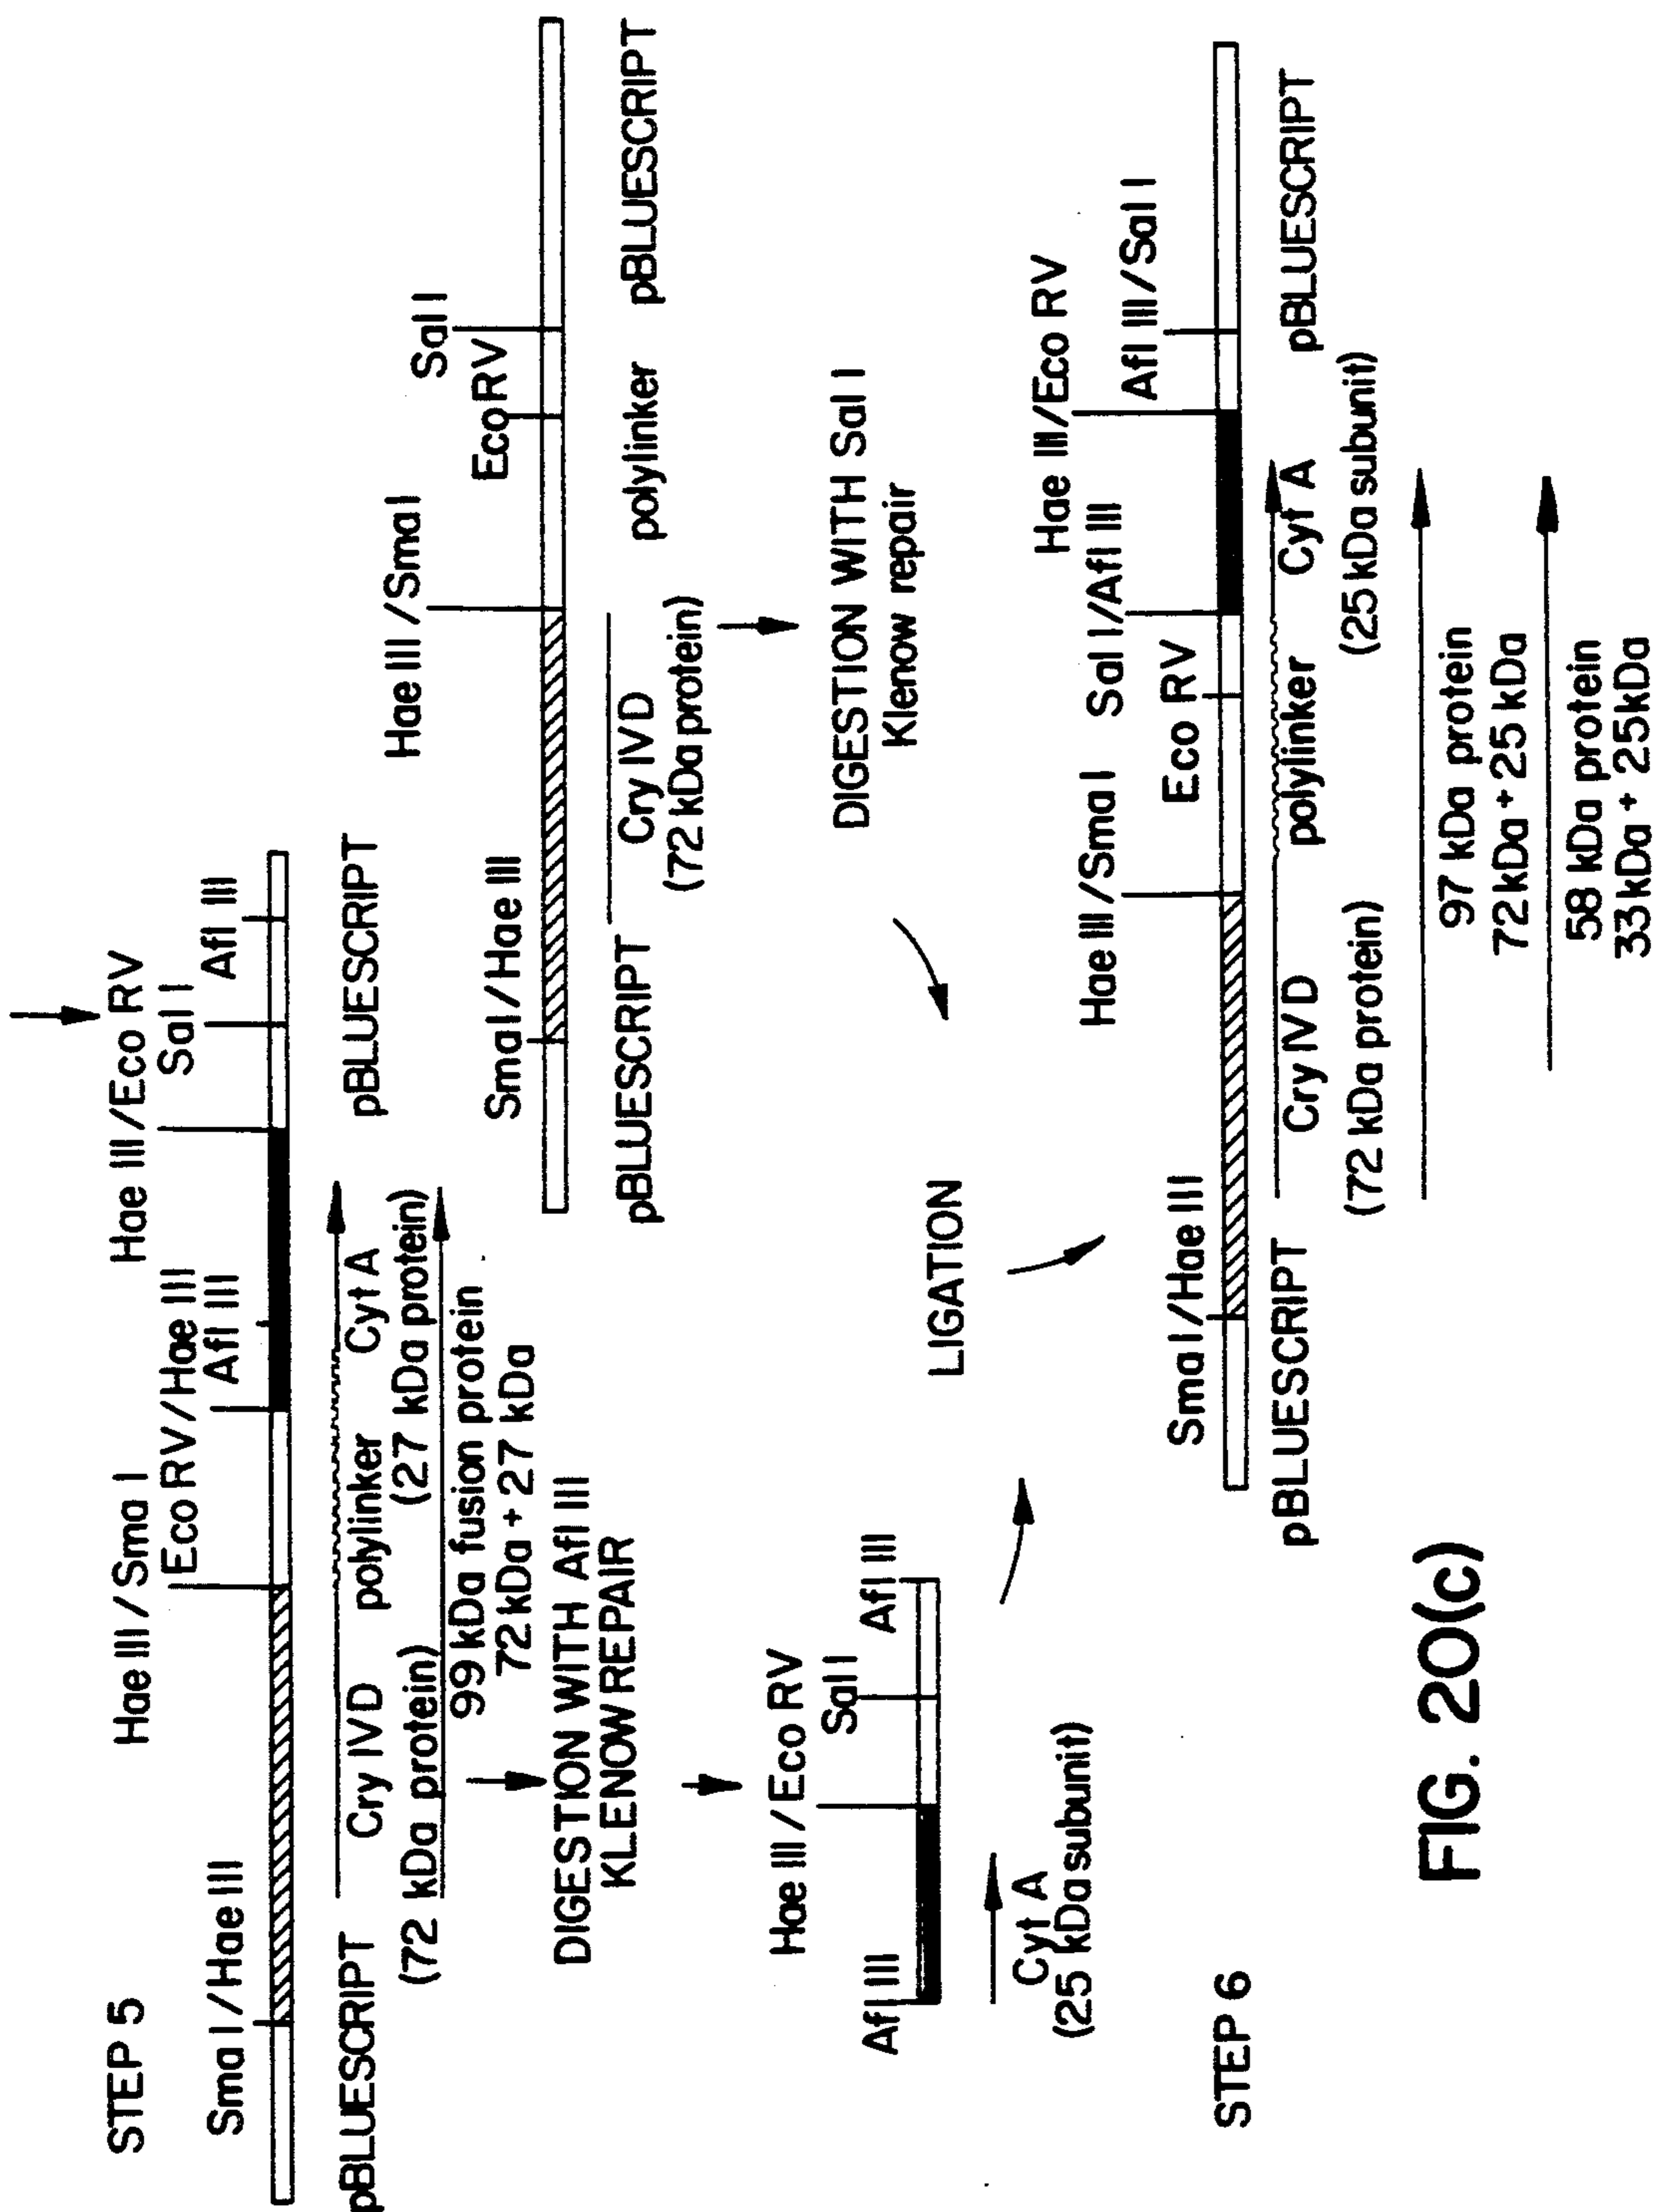 STEP 5
Hae III / Eco RV
Sal I
Afl III
Hae III / Sma I
Eco RV / Hae III
Afl III
Sma I / Hae III
pBLUESCRIPT
Cry IVD
polylinker
Cyt A
pBLUESCRIPT
(72 kDa protein)
(27 kDa protein)
99 kDa fusion protein
72 kDa + 27 kDa
DIGESTION WITH Afl III
KLENOW REPAIR
Hae III / Sma I
Sal I
Eco RV
Sma I / Hae III
pBLUESCRIPT
Cry IVD
(72 kDa protein)
polylinker
pBLUESCRIPT
DIGESTION WITH Sal I
Klenow repair
Hae III / Eco RV
Sal I
Afl III
Afl III
Cyt A
(25 kDa subunit)
LIGATION
STEP 6
Hae III / Eco RV
Afl III / Sal I
Sal I / Afl III
Eco RV
Hae III / Sma I
Sma I / Hae III
pBLUESCRIPT
Cry IVD
polylinker
Cyt A
pBLUESCRIPT
(72 kDa protein)
(25 kDa subunit)
97 kDa protein
72 kDa + 25 kDa
58 kDa protein
33 kDa + 25 kDa
FIG. 20(c)